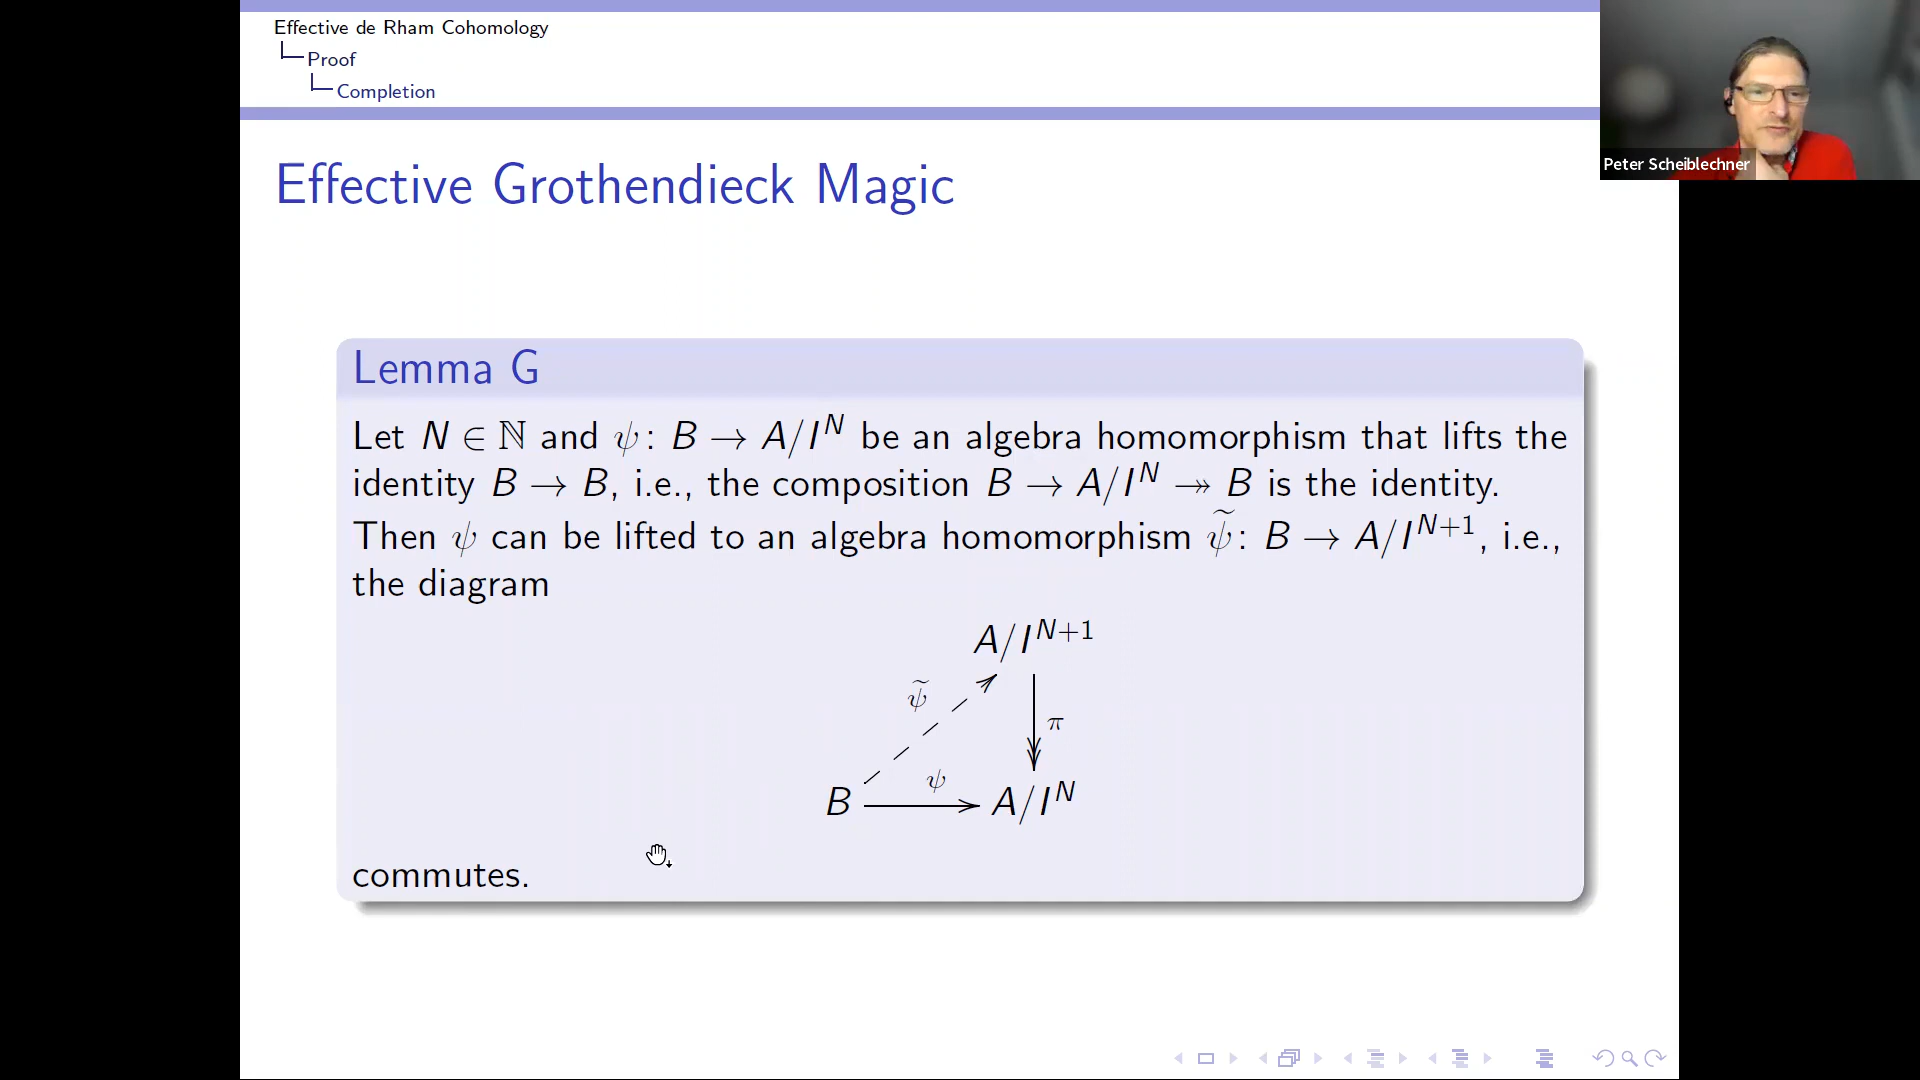 Effective de Rham Cohomology
Proof
Completion
Peter Scheiblechner
Effective Grothendieck Magic
Lemma G
Let N ∈ ℕ and ψ: B → A/I^N be an algebra homomorphism that lifts the
identity B → B, i.e., the composition B → A/I^N ↠ B is the identity.
Then ψ can be lifted to an algebra homomorphism ψ̃: B → A/I^{N+1}, i.e.,
the diagram
A/I^{N+1}
ψ̃
π
ψ
B A/I^N
commutes.